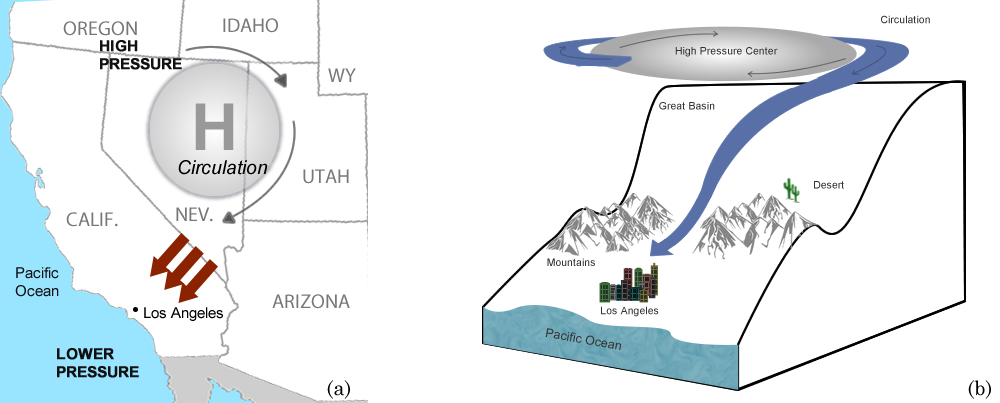 OREGON
IDAHO
HIGH
PRESSURE
WY
H
Circulation
UTAH
CALIF.
NEV.
Pacific
Ocean
Los Angeles
ARIZONA
LOWER
PRESSURE
(a)
Circulation
High Pressure Center
Great Basin
Desert
Mountains
Los Angeles
Pacific Ocean
(b)